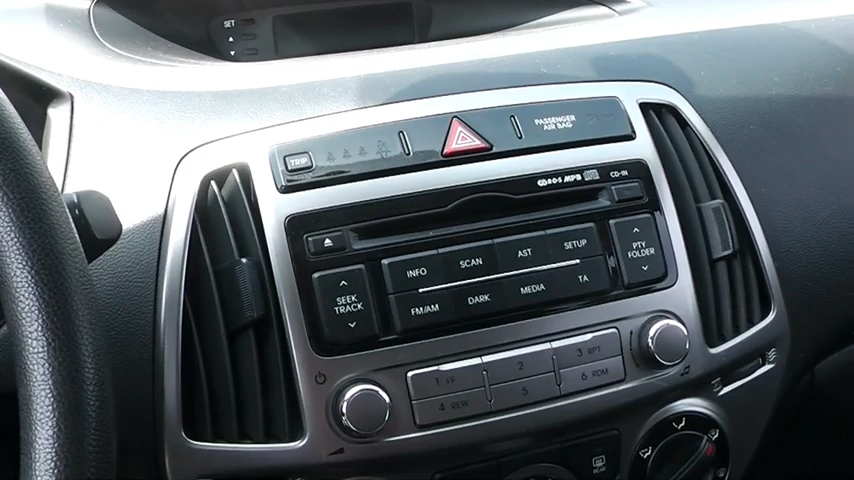 SET
TRIP
PASSENGER
AIR BAG
R·D·S MP3
CD-IN
INFO SCAN AST SETUP
SEEK
TRACK
PTY
FOLDER
FM/AM DARK MEDIA TA
1 FF 2 3 RPT
4 REW 5 6 RDM
REAR